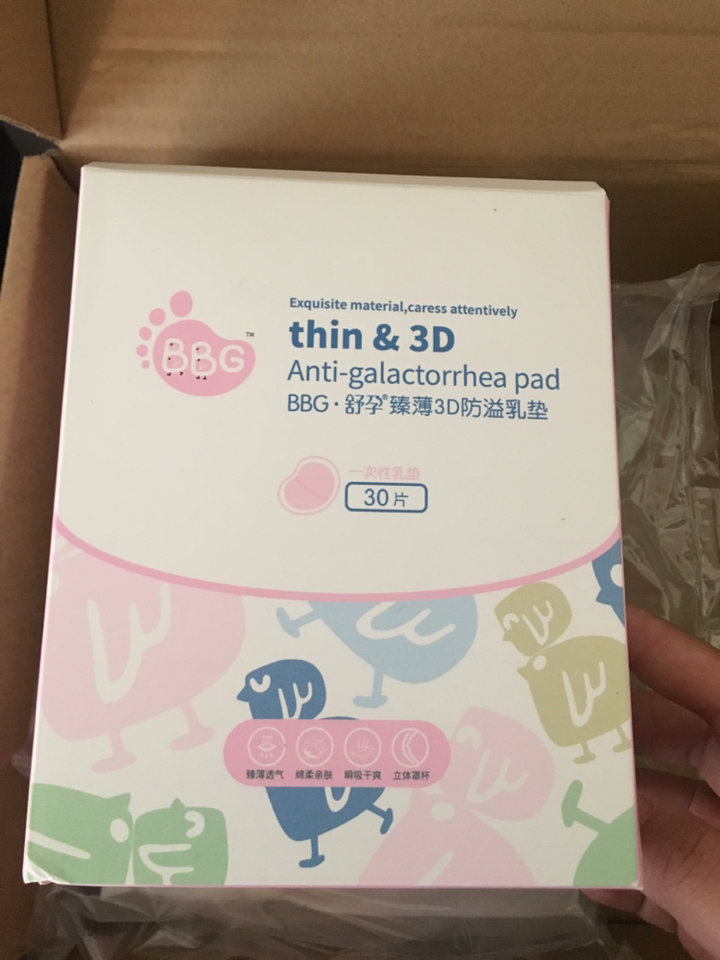 BBG™
Exquisite material,caress attentively
thin & 3D
Anti-galactorrhea pad
BBG·舒孕®臻薄3D防溢乳垫
一次性乳垫
30片
臻薄透气 绵柔亲肤 瞬吸干爽 立体罩杯